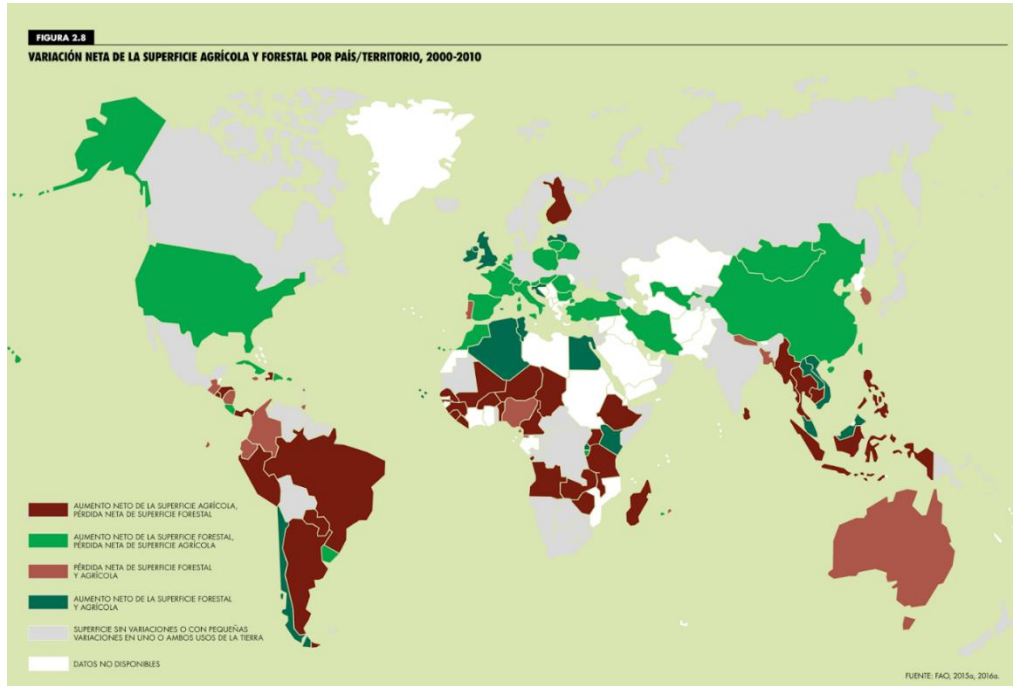 FIGURA 2.8
VARIACIÓN NETA DE LA SUPERFICIE AGRÍCOLA Y FORESTAL POR PAÍS/TERRITORIO, 2000-2010
AUMENTO NETO DE LA SUPERFICIE AGRÍCOLA,
PÉRDIDA NETA DE SUPERFICIE FORESTAL
AUMENTO NETO DE LA SUPERFICIE FORESTAL,
PÉRDIDA NETA DE SUPERFICIE AGRÍCOLA
PÉRDIDA NETA DE SUPERFICIE FORESTAL
Y AGRÍCOLA
AUMENTO NETO DE LA SUPERFICIE FORESTAL
Y AGRÍCOLA
SUPERFICIE SIN VARIACIONES O CON PEQUEÑAS
VARIACIONES EN UNO O AMBOS USOS DE LA TIERRA
DATOS NO DISPONIBLES
FUENTE: FAO, 2015a, 2016a.